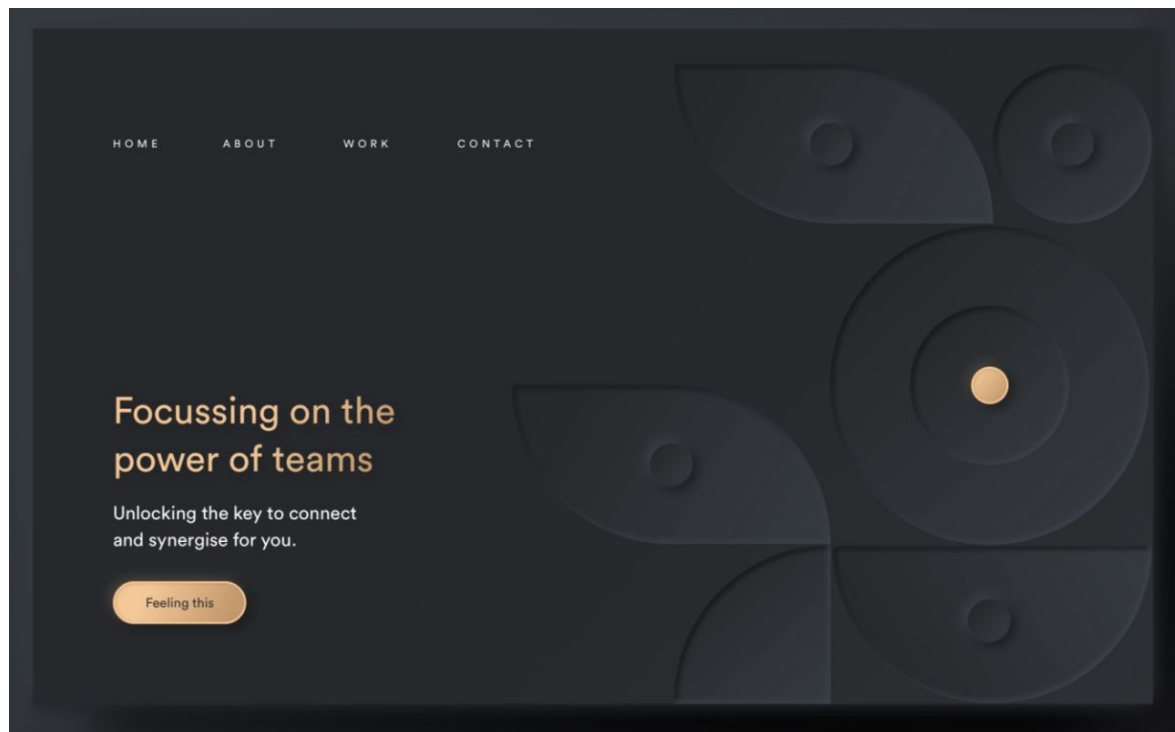 HOME ABOUT WORK CONTACT
Focussing on the
power of teams
Unlocking the key to connect
and synergise for you.
Feeling this